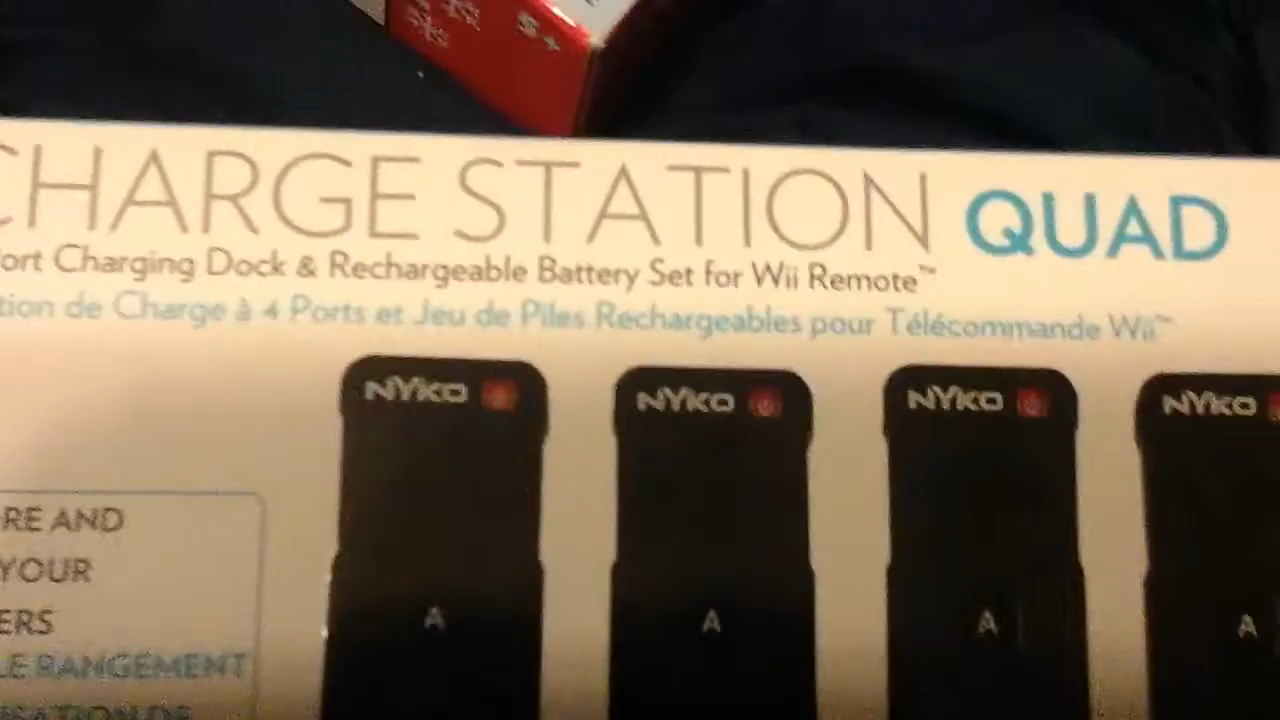 S+
CHARGE STATION QUAD
ort Charging Dock & Rechargeable Battery Set for Wii Remote™
tion de Charge à 4 Ports et Jeu de Piles Rechargeables pour Télécommande Wii™
NYKO NYKO NYKO NYKO
RE AND
YOUR
ERS
LE RANGEMENT
A A A A